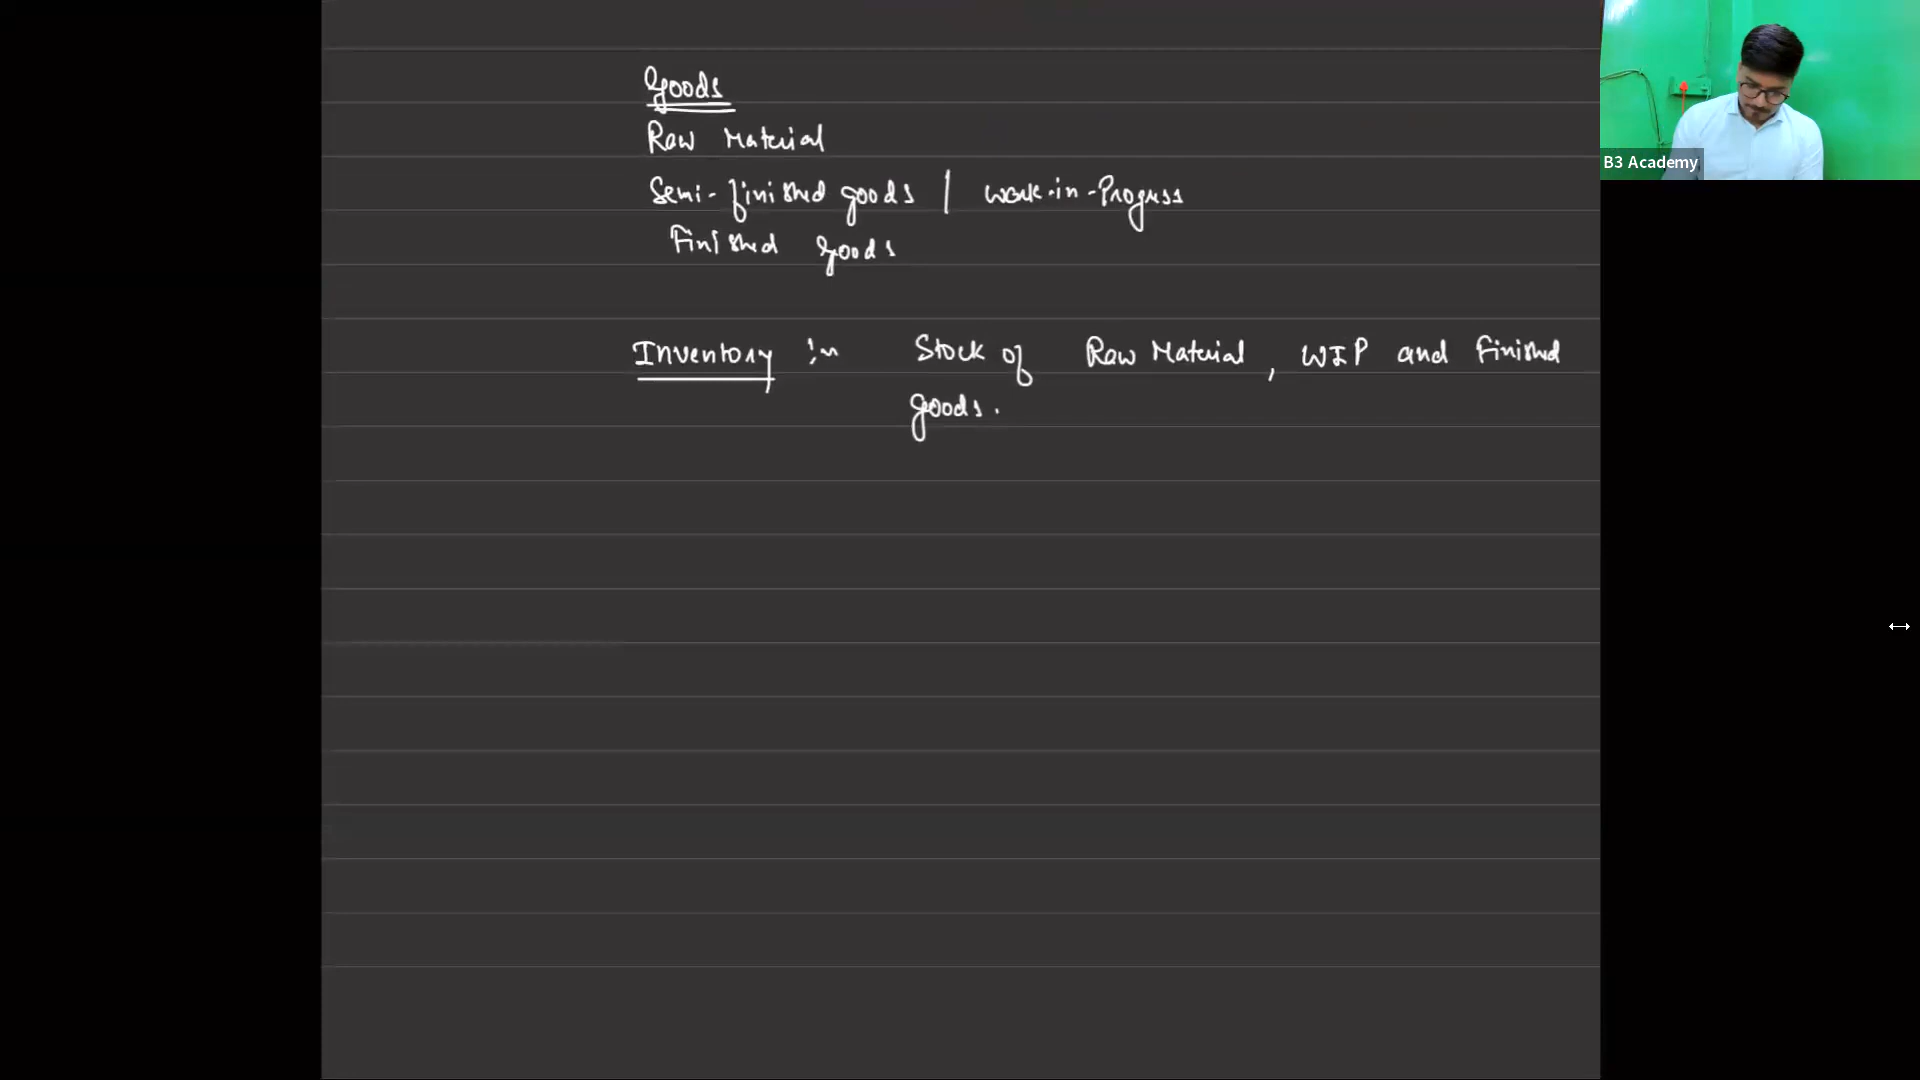 Goods
Raw Material
Semi-finished goods | Work-in-Progress
Finished goods
Inventory :~ Stock of Raw Material, WIP and Finished
goods.
B3 Academy